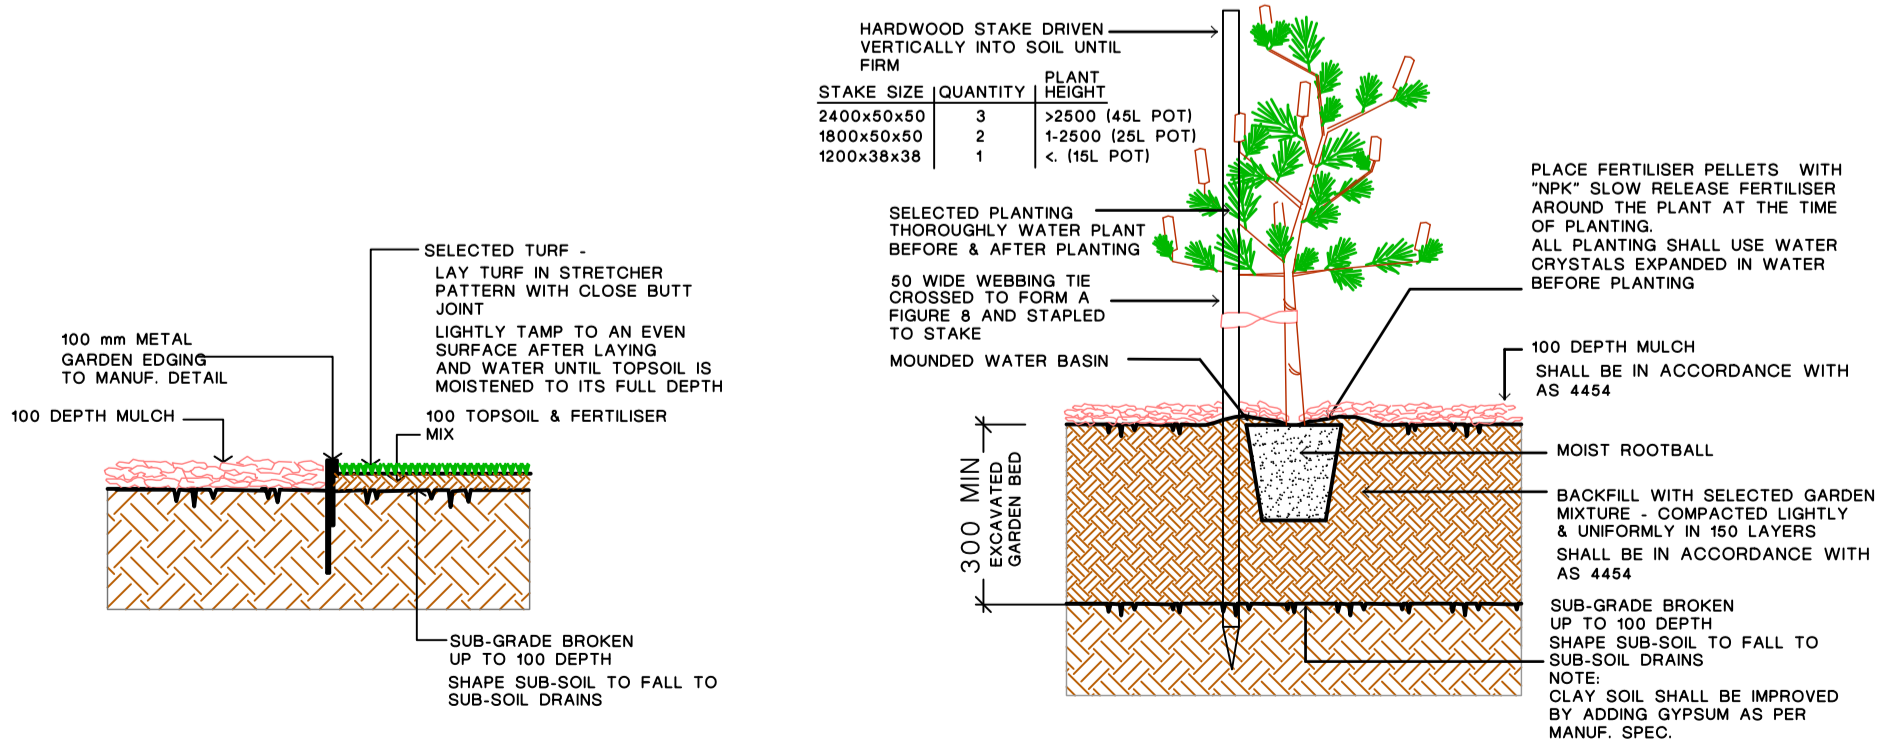 SELECTED TURF -
LAY TURF IN STRETCHER
PATTERN WITH CLOSE BUTT
JOINT
LIGHTLY TAMP TO AN EVEN
SURFACE AFTER LAYING
AND WATER UNTIL TOPSOIL IS
MOISTENED TO ITS FULL DEPTH
100 mm METAL
GARDEN EDGING
TO MANUF. DETAIL
100 DEPTH MULCH
100 TOPSOIL & FERTILISER
MIX
SUB-GRADE BROKEN
UP TO 100 DEPTH
SHAPE SUB-SOIL TO FALL TO
SUB-SOIL DRAINS
HARDWOOD STAKE DRIVEN
VERTICALLY INTO SOIL UNTIL
FIRM
STAKE SIZE QUANTITY PLANT HEIGHT
2400x50x50 3 >2500 (45L POT)
1800x50x50 2 1-2500 (25L POT)
1200x38x38 1 <. (15L POT)
SELECTED PLANTING
THOROUGHLY WATER PLANT
BEFORE & AFTER PLANTING
50 WIDE WEBBING TIE
CROSSED TO FORM A
FIGURE 8 AND STAPLED
TO STAKE
MOUNDED WATER BASIN
300 MIN
EXCAVATED
GARDEN BED
PLACE FERTILISER PELLETS WITH
"NPK" SLOW RELEASE FERTILISER
AROUND THE PLANT AT THE TIME
OF PLANTING.
ALL PLANTING SHALL USE WATER
CRYSTALS EXPANDED IN WATER
BEFORE PLANTING
100 DEPTH MULCH
SHALL BE IN ACCORDANCE WITH
AS 4454
MOIST ROOTBALL
BACKFILL WITH SELECTED GARDEN
MIXTURE - COMPACTED LIGHTLY
& UNIFORMLY IN 150 LAYERS
SHALL BE IN ACCORDANCE WITH
AS 4454
SUB-GRADE BROKEN
UP TO 100 DEPTH
SHAPE SUB-SOIL TO FALL TO
SUB-SOIL DRAINS
NOTE:
CLAY SOIL SHALL BE IMPROVED
BY ADDING GYPSUM AS PER
MANUF. SPEC.